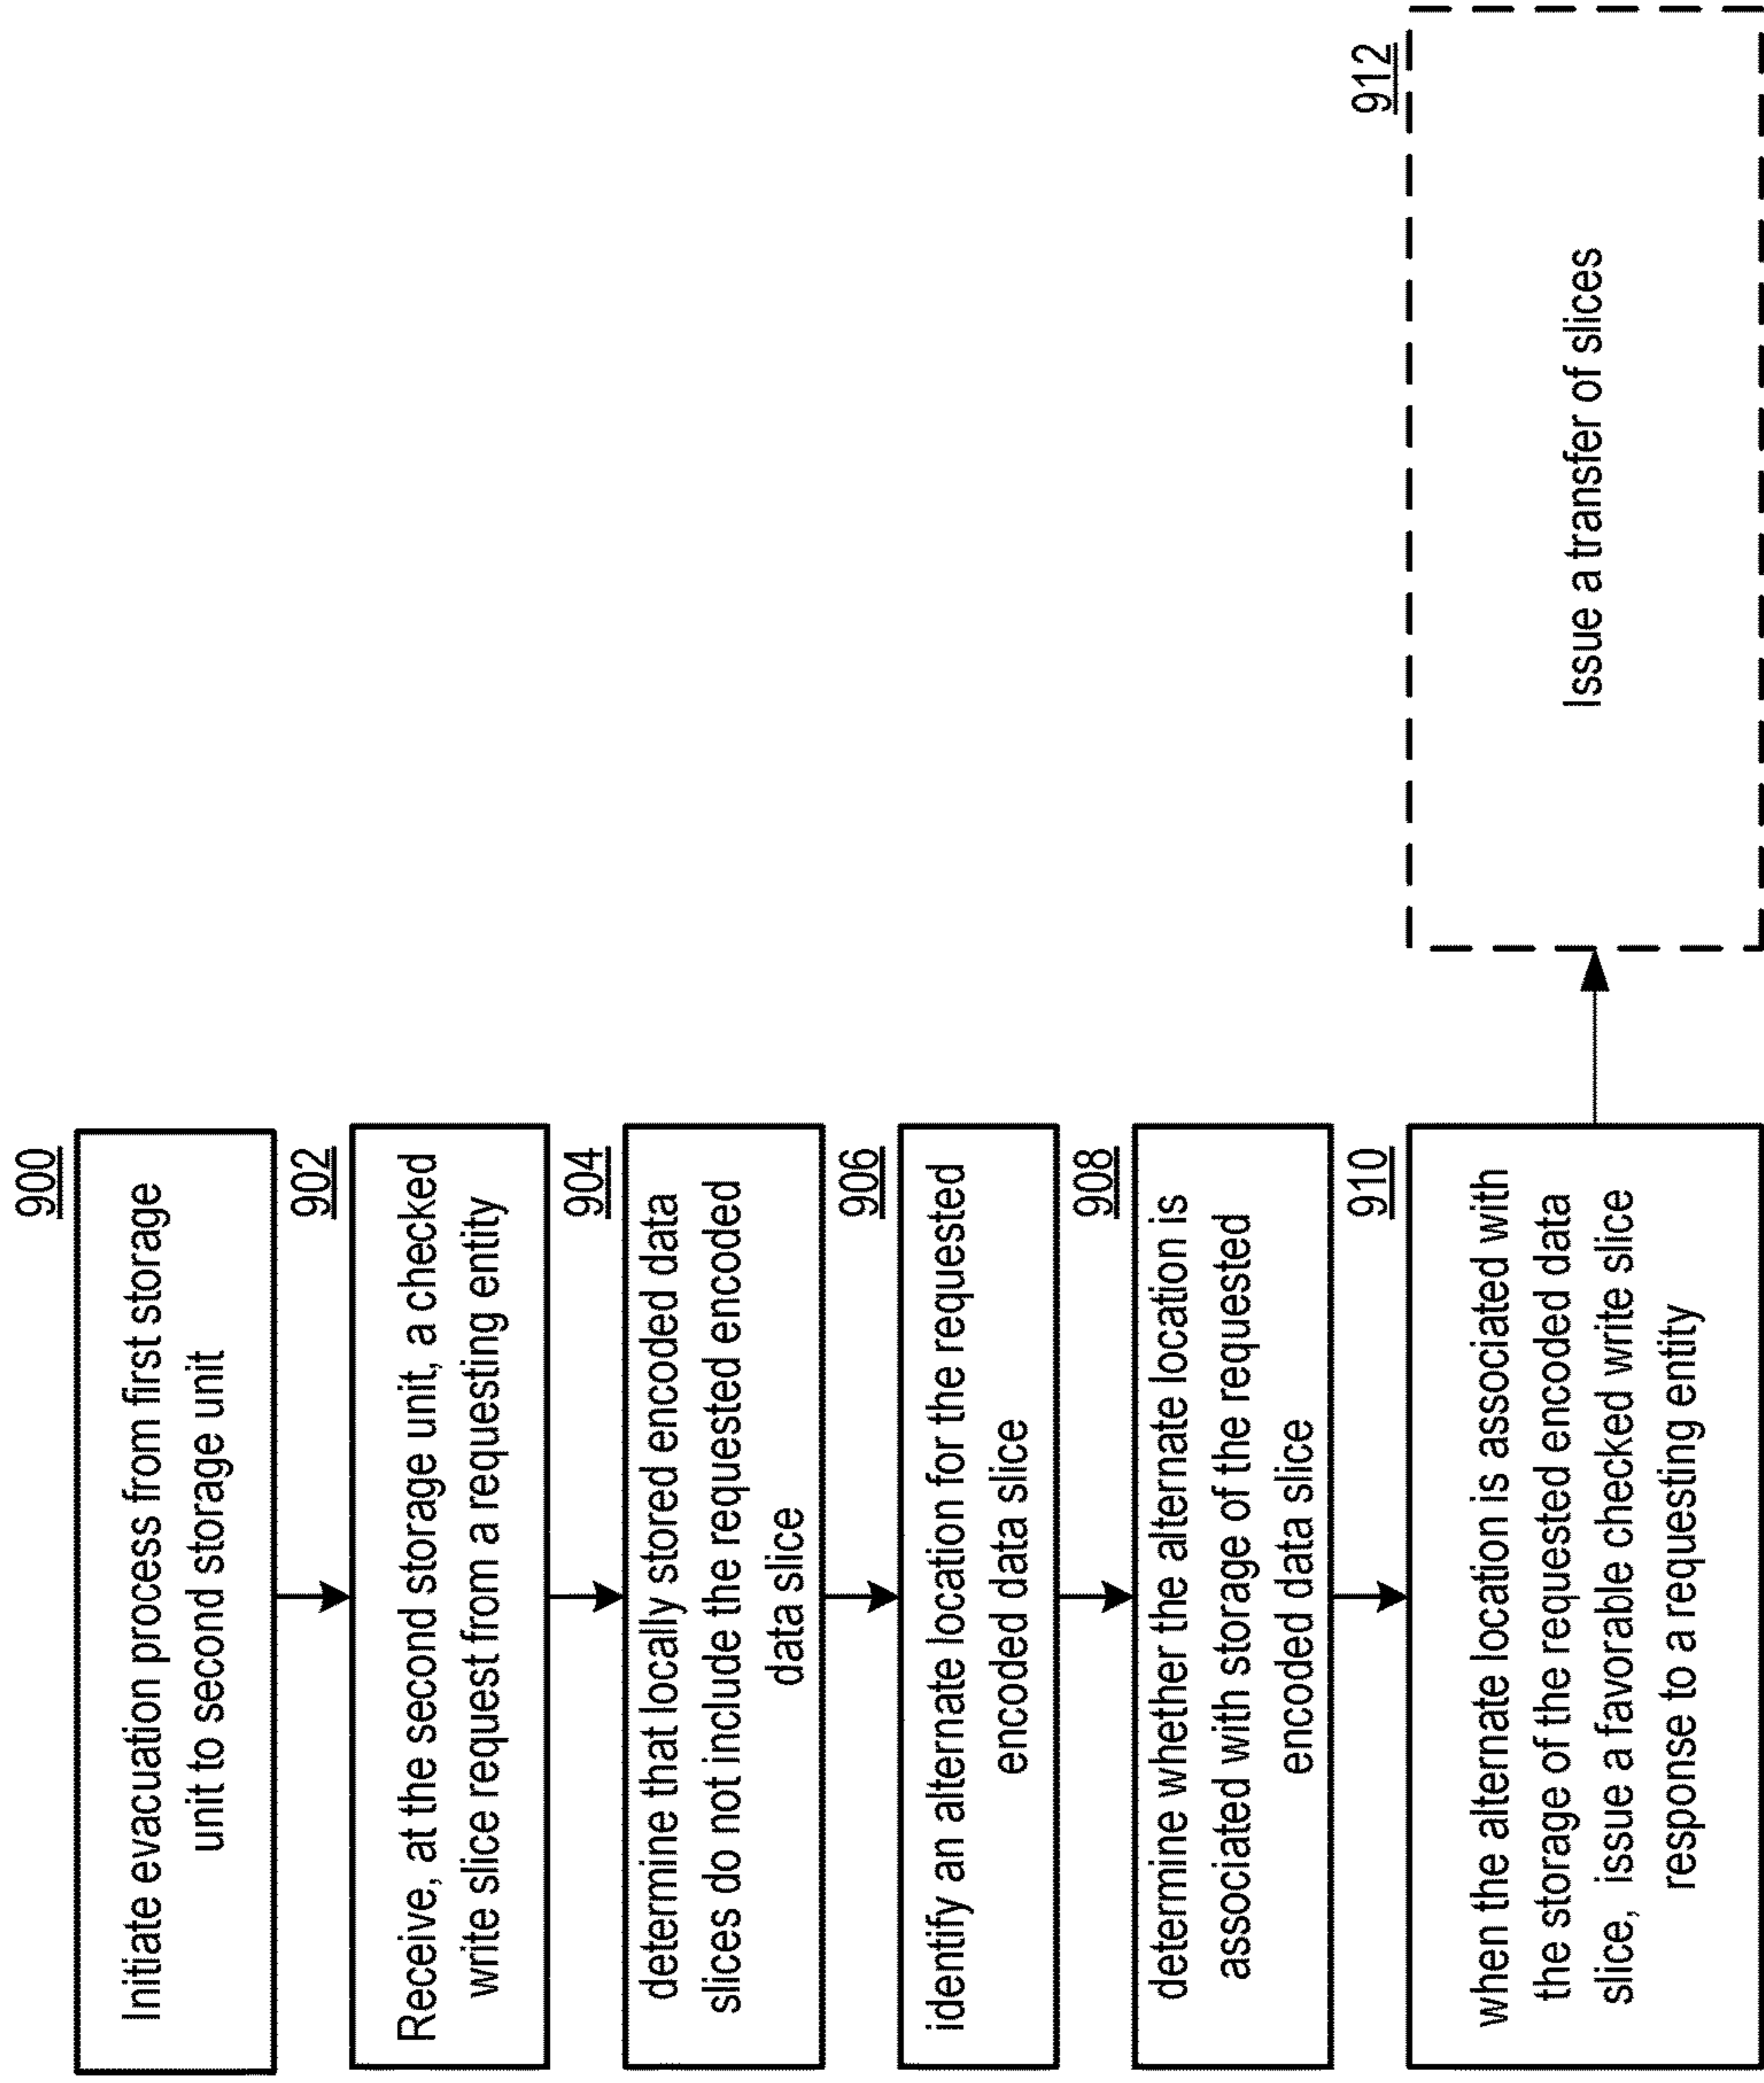 900
Initiate evacuation process from first storage
unit to second storage unit
902
Receive, at the second storage unit, a checked
write slice request from a requesting entity
904
determine that locally stored encoded data
slices do not include the requested encoded
data slice
906
identify an alternate location for the requested
encoded data slice
908
determine whether the alternate location is
associated with storage of the requested
encoded data slice
910
when the alternate location is associated with
the storage of the requested encoded data
slice, issue a favorable checked write slice
response to a requesting entity
912
Issue a transfer of slices